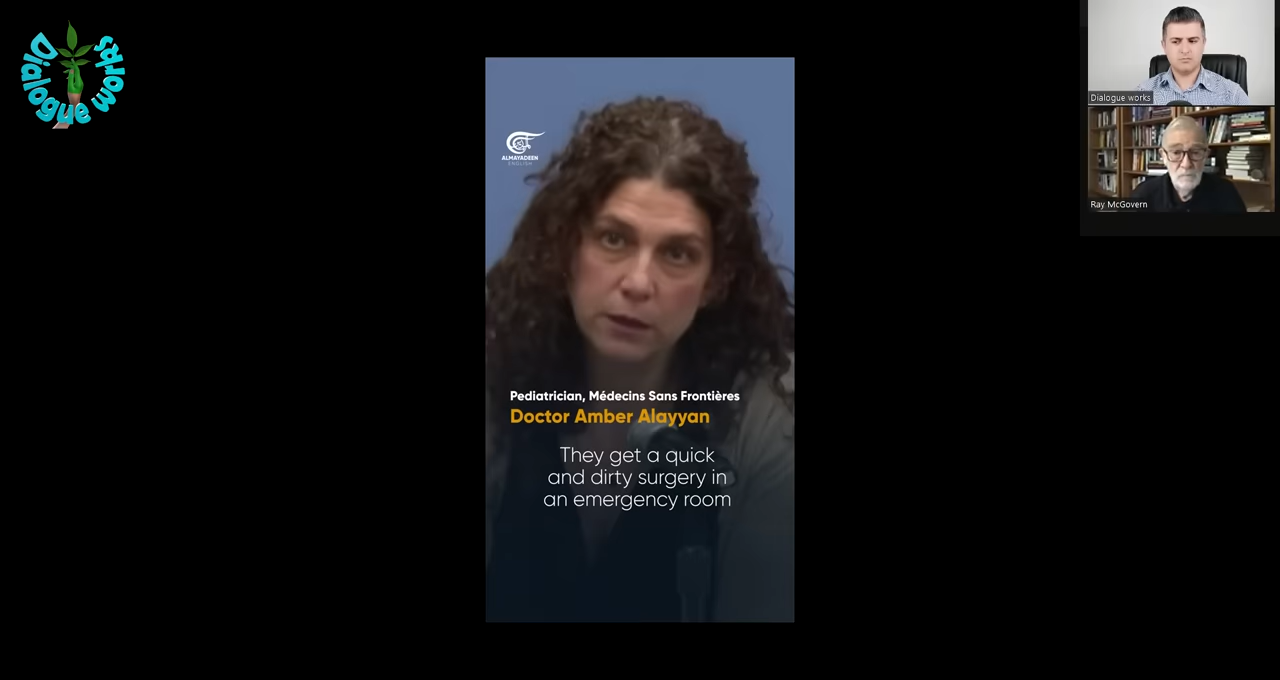 Dialogue works
ALMAYADEEN
ENGLISH
Pediatrician, Médecins Sans Frontières
Doctor Amber Alayyan
They get a quick
and dirty surgery in
an emergency room
Dialogue works
Ray McGovern